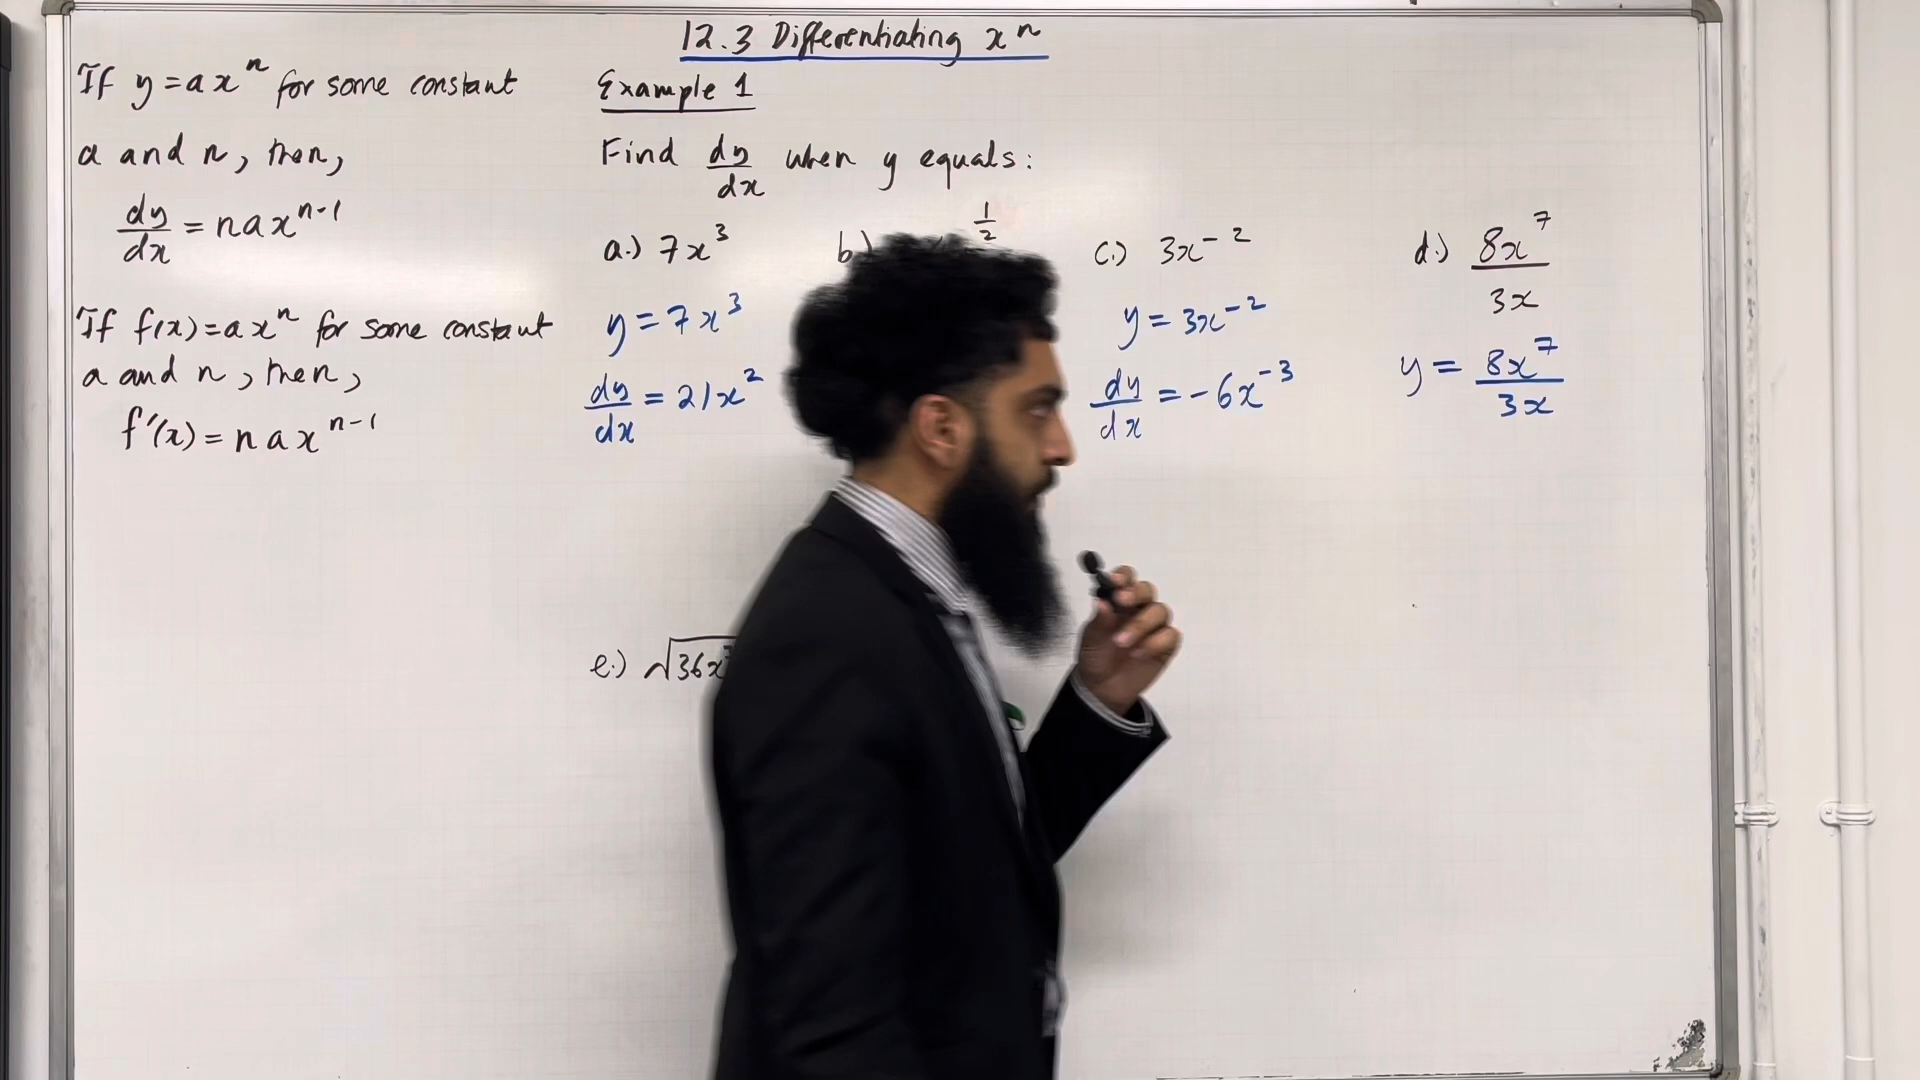 12.3 Differentiating xⁿ
If y = axⁿ for some constant
a and n, then,
dy/dx = naxⁿ⁻¹
If f(x) = axⁿ for some constant
a and n, then,
f'(x) = naxⁿ⁻¹
Example 1
Find dy/dx when y equals:
a.) 7x³
y = 7x³
dy/dx = 21x²
b) 1/2
c.) 3x⁻²
y = 3x⁻²
dy/dx = -6x⁻³
d.) 8x⁷/3x
y = 8x⁷/3x
e.) √36x